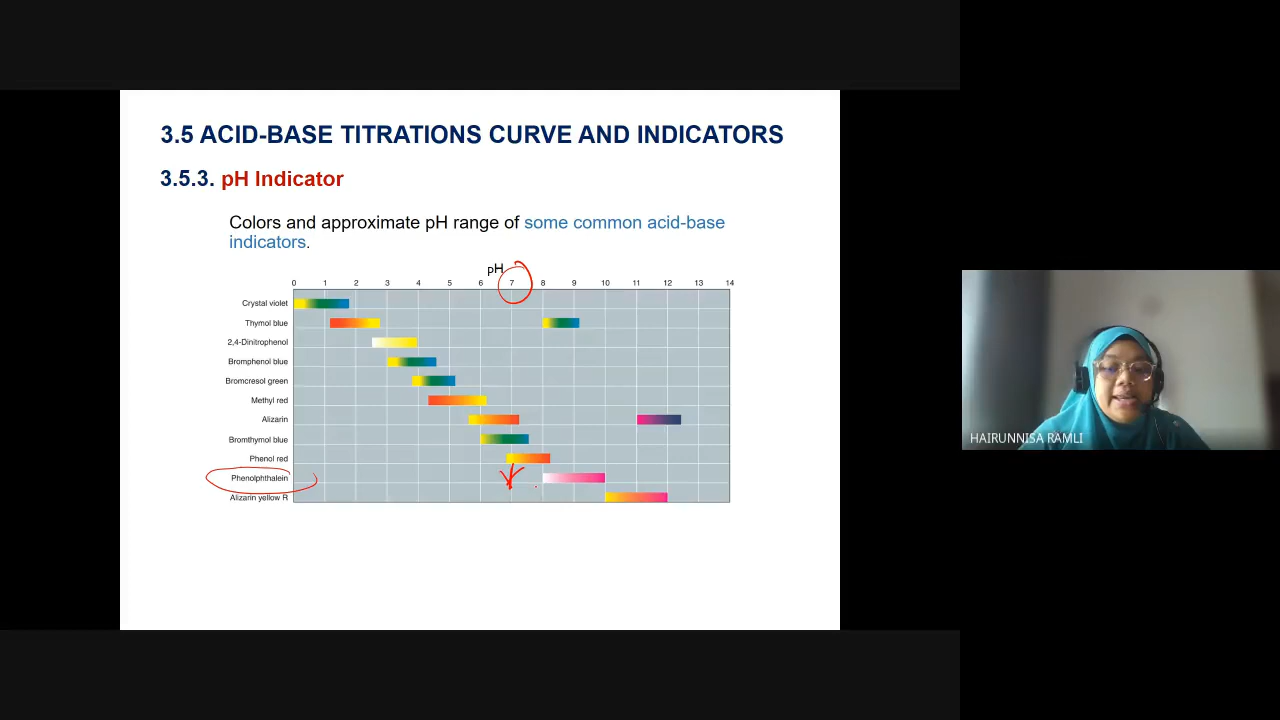 3.5 ACID-BASE TITRATIONS CURVE AND INDICATORS
3.5.3. pH Indicator
Colors and approximate pH range of some common acid-base
indicators.
pH
0 1 2 3 4 5 6 7 8 9 10 11 12 13 14
Crystal violet
Thymol blue
2,4-Dinitrophenol
Bromphenol blue
Bromcresol green
Methyl red
Alizarin
Bromthymol blue
Phenol red
Phenolphthalein
Alizarin yellow R
HAIRUNNISA RAMLI